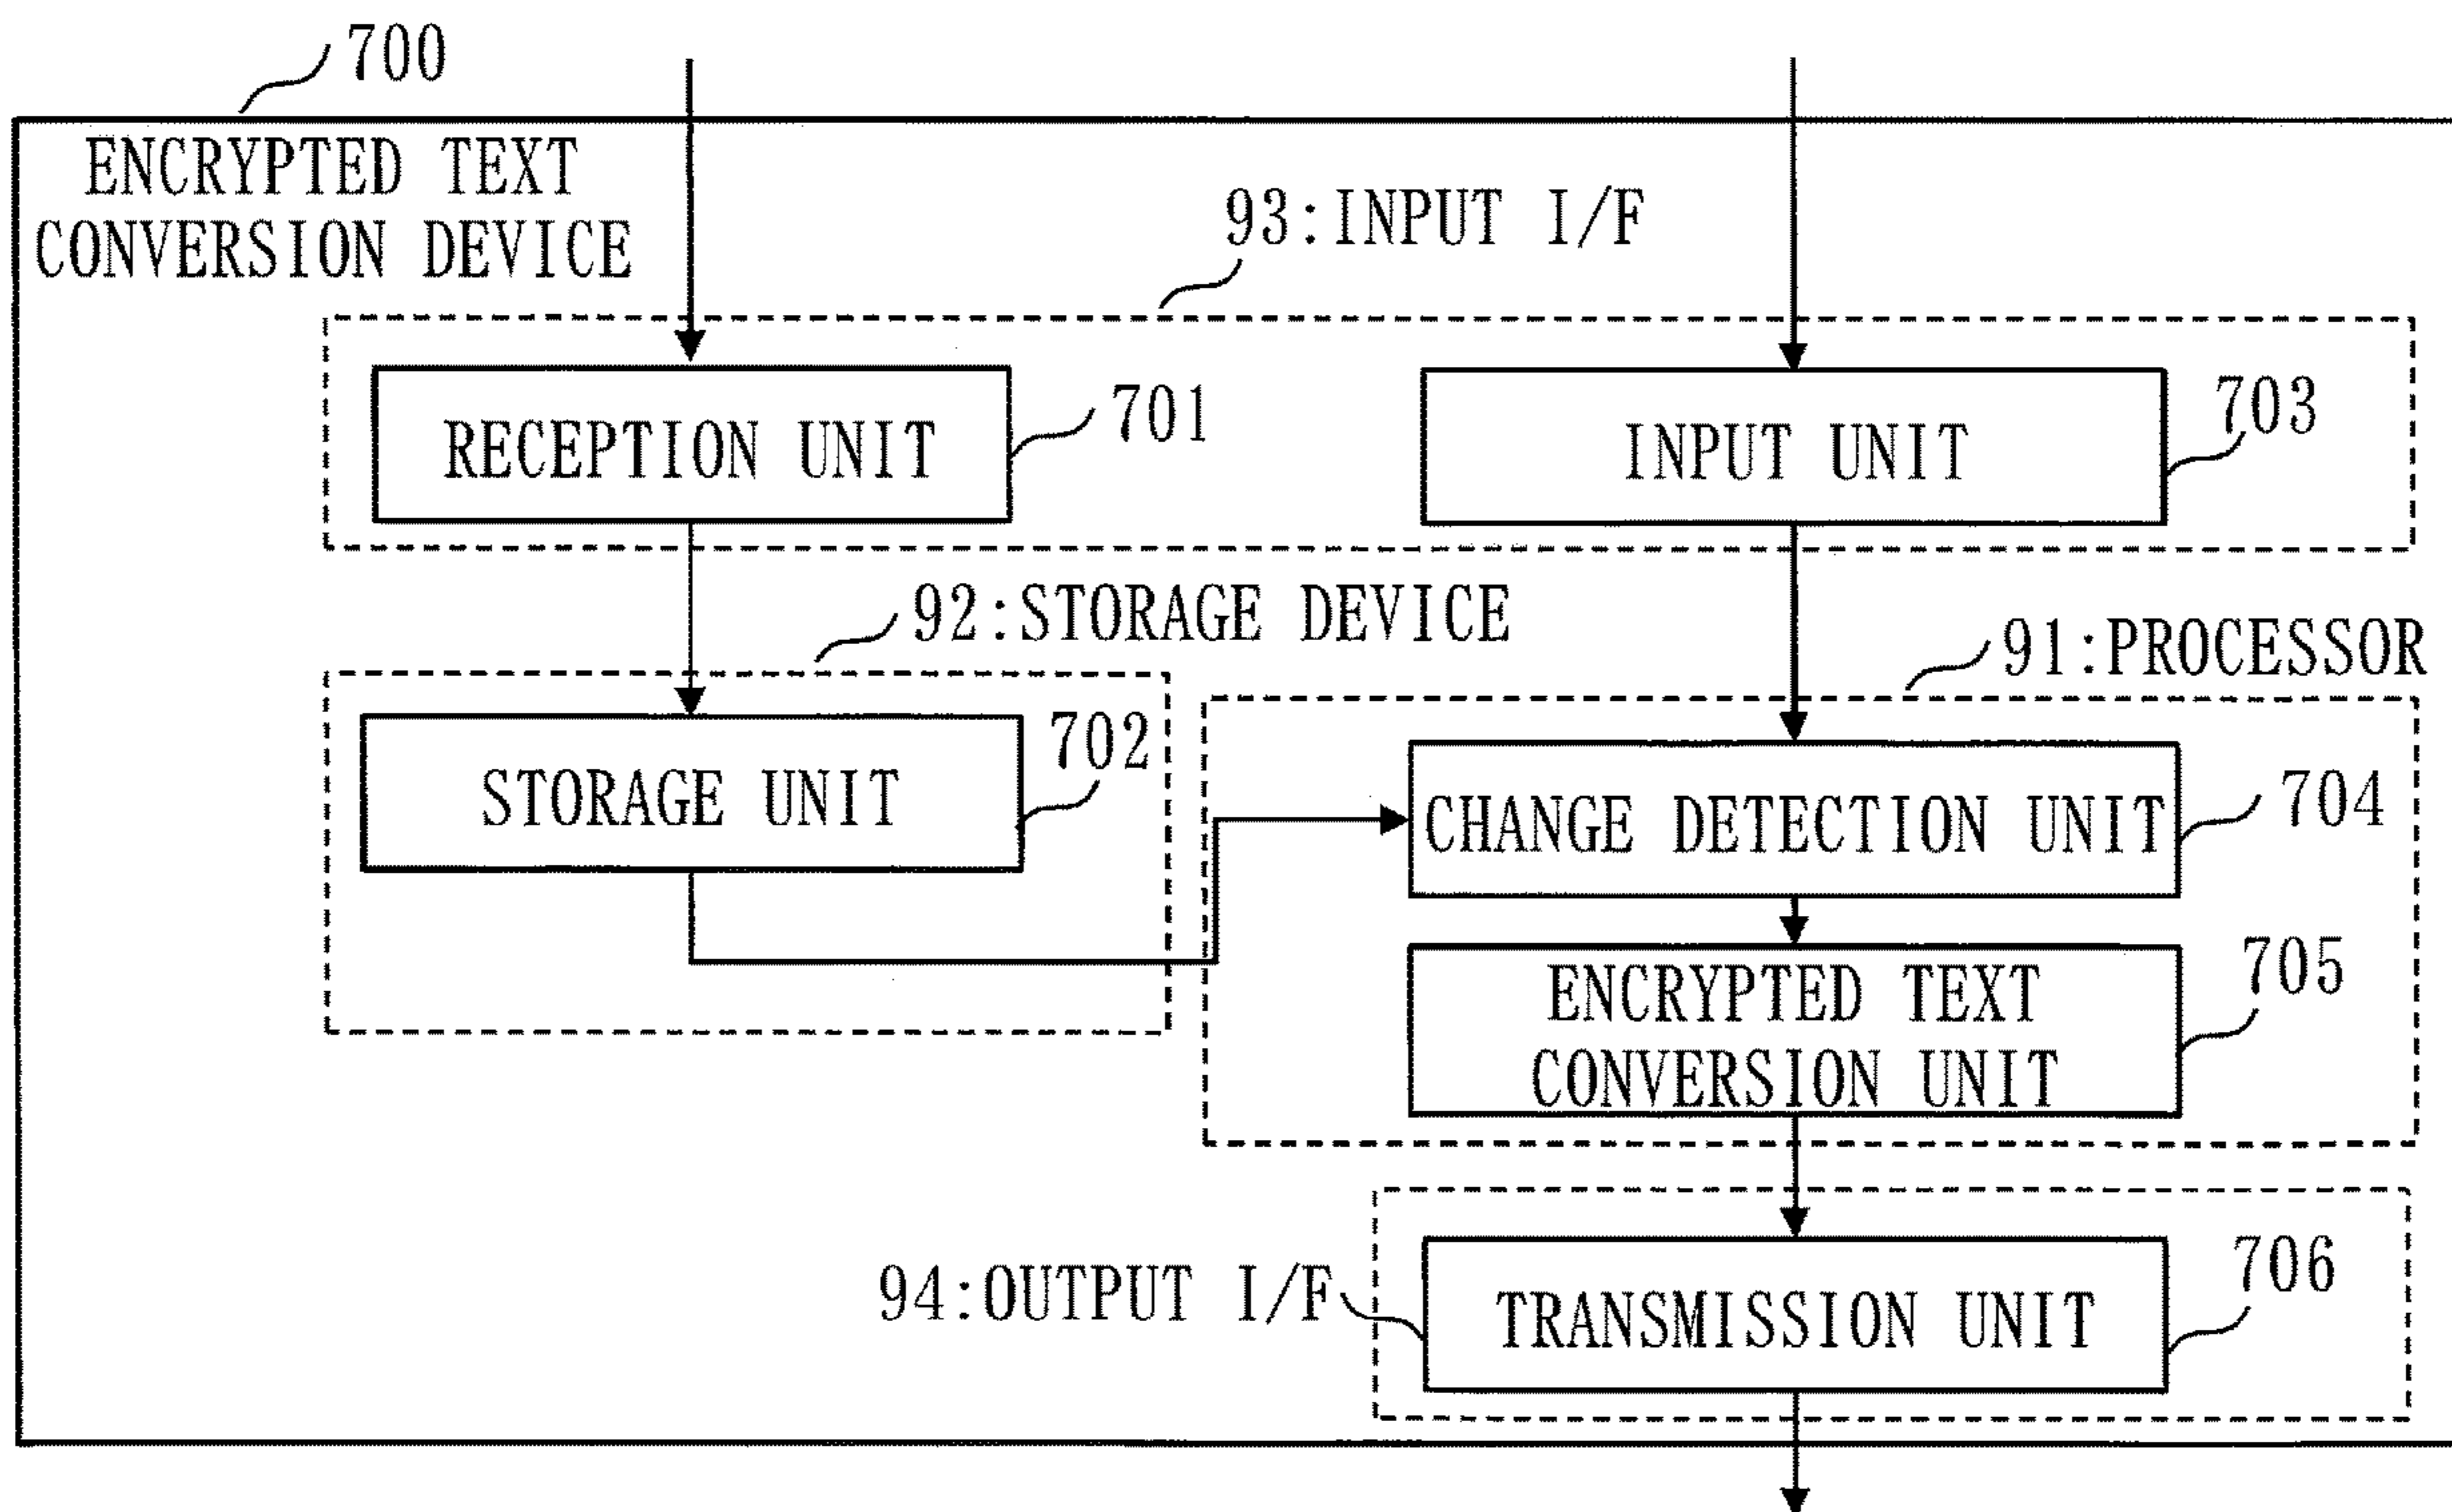 700
ENCRYPTED TEXT
CONVERSION DEVICE
93:INPUT I/F
RECEPTION UNIT
701
INPUT UNIT
703
92:STORAGE DEVICE
91:PROCESSOR
STORAGE UNIT
702
CHANGE DETECTION UNIT
704
ENCRYPTED TEXT
CONVERSION UNIT
705
94:OUTPUT I/F
TRANSMISSION UNIT
706